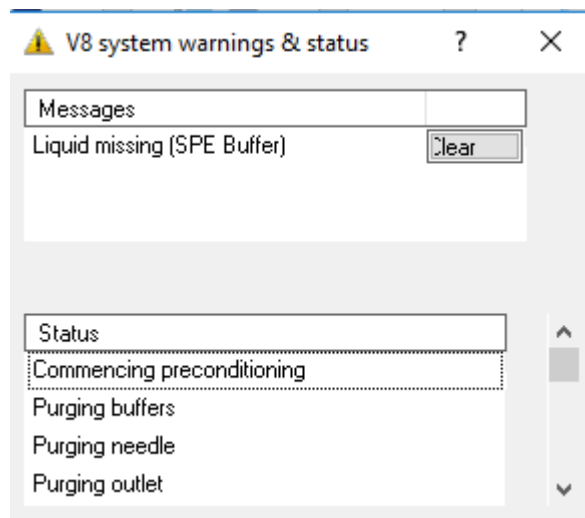 V8 system warnings & status ?
Messages
Liquid missing (SPE Buffer) Clear
Status
Commencing preconditioning
Purging buffers
Purging needle
Purging outlet